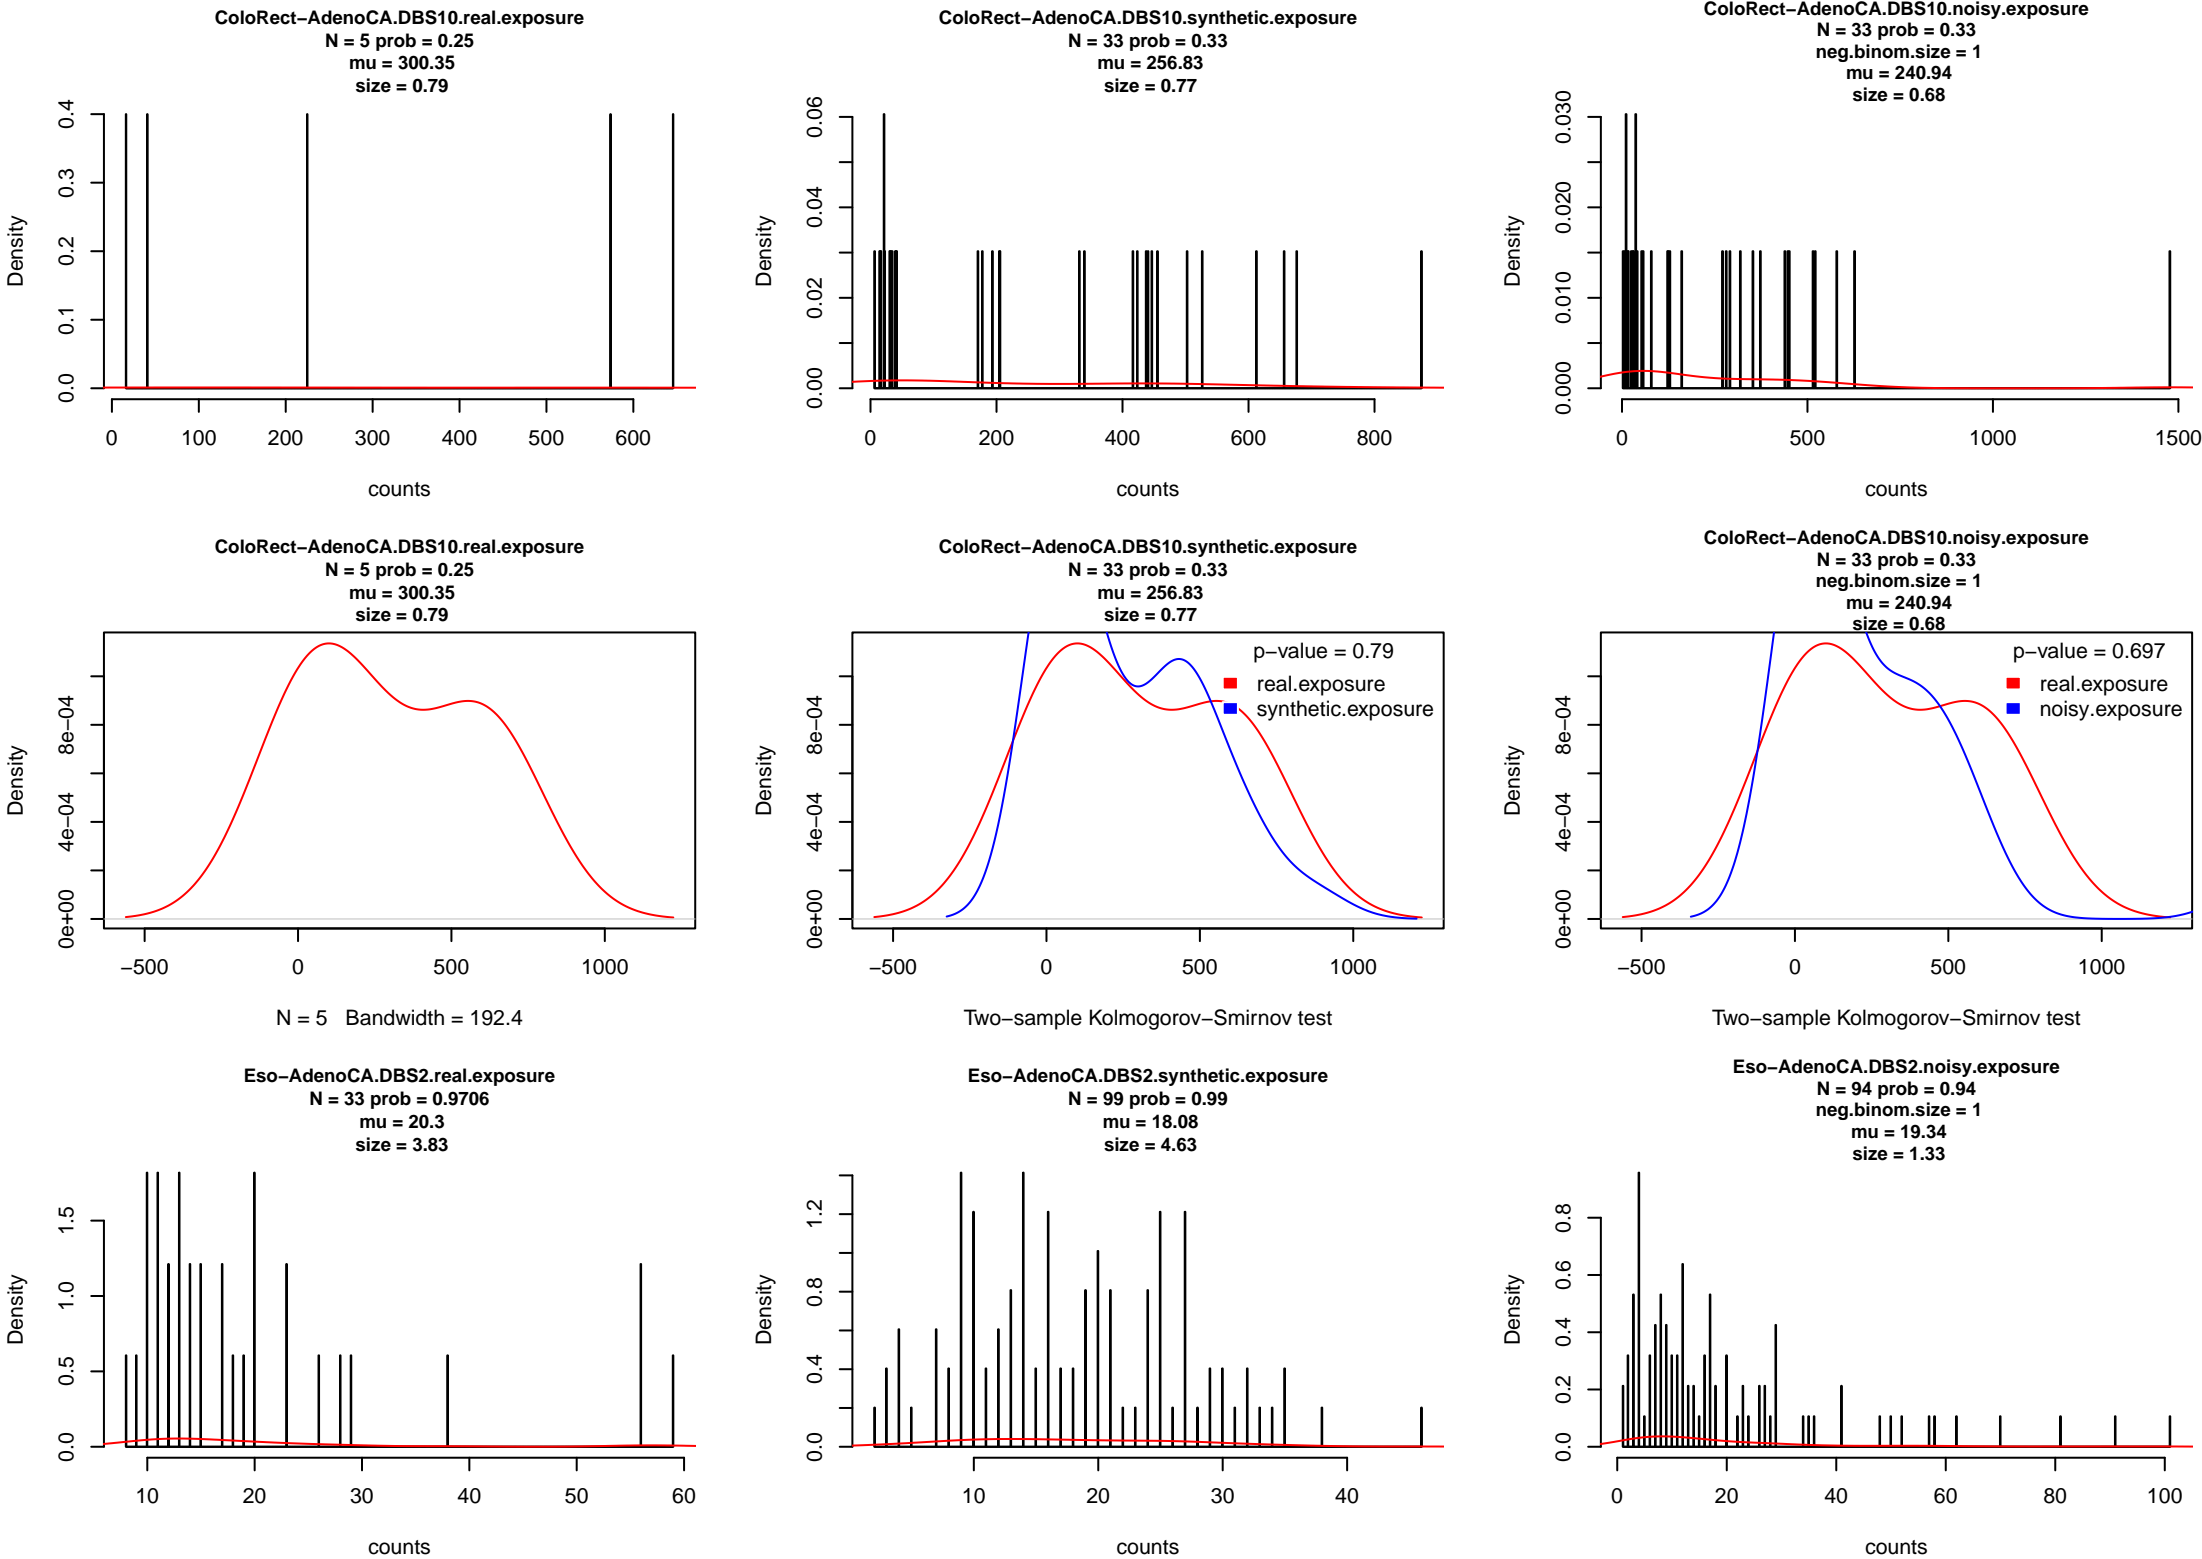 ColoRect−AdenoCA.DBS10.real.exposure
N = 5 prob = 0.25
mu = 300.35
size = 0.79
Density
0.0 0.1 0.2 0.3 0.4
0 100 200 300 400 500 600
counts
ColoRect−AdenoCA.DBS10.synthetic.exposure
N = 33 prob = 0.33
mu = 256.83
size = 0.77
Density
0.00 0.02 0.04 0.06
0 200 400 600 800
counts
ColoRect−AdenoCA.DBS10.noisy.exposure
N = 33 prob = 0.33
neg.binom.size = 1
mu = 240.94
size = 0.68
Density
0.000 0.010 0.020 0.030
0 500 1000 1500
counts
ColoRect−AdenoCA.DBS10.real.exposure
N = 5 prob = 0.25
mu = 300.35
size = 0.79
Density
0e+00 4e−04 8e−04
−500 0 500 1000
N = 5 Bandwidth = 192.4
ColoRect−AdenoCA.DBS10.synthetic.exposure
N = 33 prob = 0.33
mu = 256.83
size = 0.77
p−value = 0.79
real.exposure
synthetic.exposure
Density
0e+00 4e−04 8e−04
−500 0 500 1000
Two−sample Kolmogorov−Smirnov test
ColoRect−AdenoCA.DBS10.noisy.exposure
N = 33 prob = 0.33
neg.binom.size = 1
mu = 240.94
size = 0.68
p−value = 0.697
real.exposure
noisy.exposure
Density
0e+00 4e−04 8e−04
−500 0 500 1000
Two−sample Kolmogorov−Smirnov test
Eso−AdenoCA.DBS2.real.exposure
N = 33 prob = 0.9706
mu = 20.3
size = 3.83
Density
0.0 0.5 1.0 1.5
10 20 30 40 50 60
counts
Eso−AdenoCA.DBS2.synthetic.exposure
N = 99 prob = 0.99
mu = 18.08
size = 4.63
Density
0.0 0.4 0.8 1.2
10 20 30 40
counts
Eso−AdenoCA.DBS2.noisy.exposure
N = 94 prob = 0.94
neg.binom.size = 1
mu = 19.34
size = 1.33
Density
0.0 0.2 0.4 0.6 0.8
0 20 40 60 80 100
counts